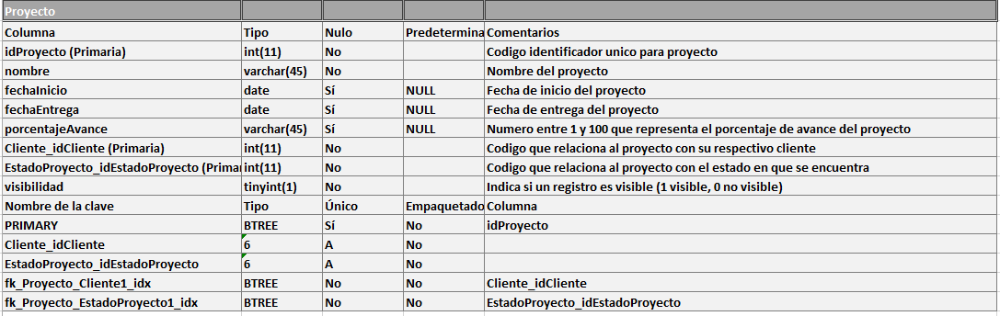 Proyecto
Columna Tipo Nulo Predetermina Comentarios
idProyecto (Primaria) int(11) No Codigo identificador unico para proyecto
nombre varchar(45) No Nombre del proyecto
fechaInicio date Sí NULL Fecha de inicio del proyecto
fechaEntrega date Sí NULL Fecha de entrega del proyecto
porcentajeAvance varchar(45) Sí NULL Numero entre 1 y 100 que representa el porcentaje de avance del proyecto
Cliente_idCliente (Primaria) int(11) No Codigo que relaciona al proyecto con su respectivo cliente
EstadoProyecto_idEstadoProyecto (Primar int(11) No Codigo que relaciona al proyecto con el estado en que se encuentra
visibilidad tinyint(1) No Indica si un registro es visible (1 visible, 0 no visible)
Nombre de la clave Tipo Único Empaquetado Columna
PRIMARY BTREE Sí No idProyecto
Cliente_idCliente 6 A No
EstadoProyecto_idEstadoProyecto 6 A No
fk_Proyecto_Cliente1_idx BTREE No No Cliente_idCliente
fk_Proyecto_EstadoProyecto1_idx BTREE No No EstadoProyecto_idEstadoProyecto